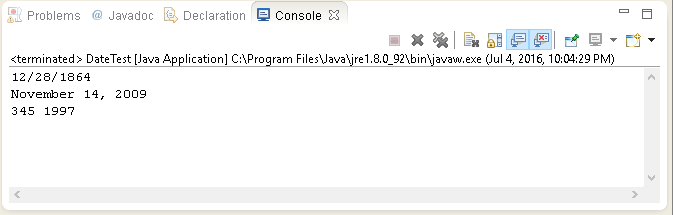 Problems @ Javadoc Declaration Console
<terminated> DateTest [Java Application] C:\Program Files\Java\jre1.8.0_92\bin\javaw.exe (Jul 4, 2016, 10:04:29 PM)
12/28/1864
November 14, 2009
345 1997